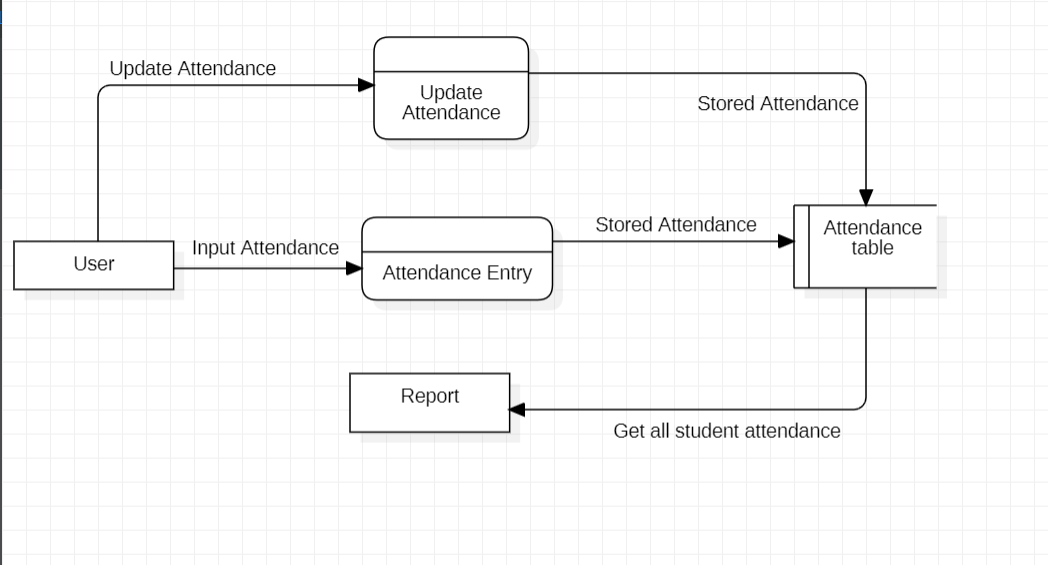 Update Attendance
Update
Attendance
Stored Attendance
User
Input Attendance
Attendance Entry
Stored Attendance
Attendance
table
Report
Get all student attendance